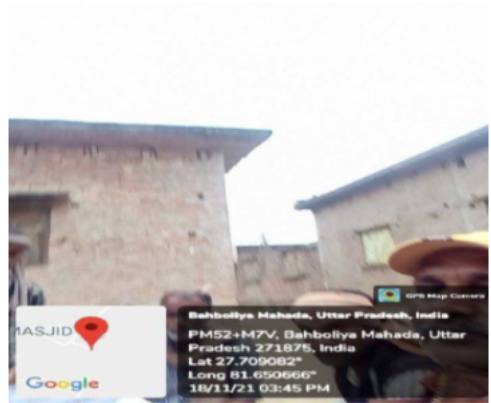 GPS Map Camera
Bahboliya Mahada, Uttar Pradesh, India
MASJID
PM52+M7V, Bahboliya Mahada, Uttar
Pradesh 271875, India
Lat 27.709082°
Long 81.650666°
Google
18/11/21 03:45 PM